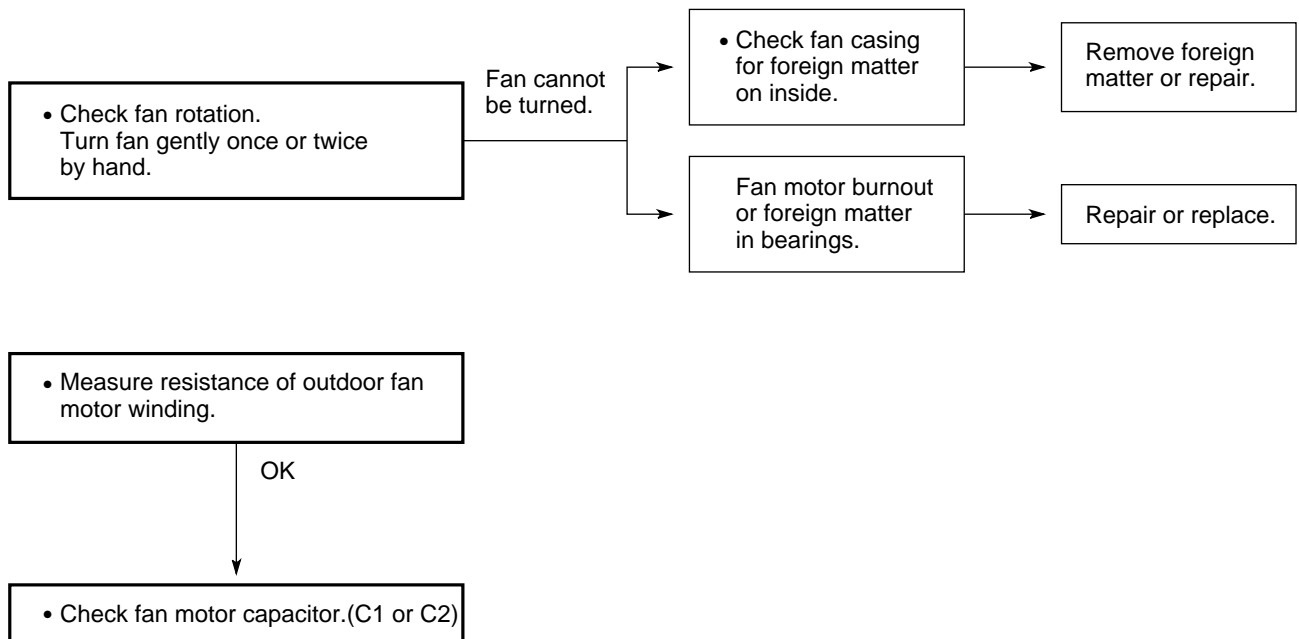 • Check fan rotation.
Turn fan gently once or twice
by hand.
Fan cannot
be turned.
• Check fan casing
for foreign matter
on inside.
Remove foreign
matter or repair.
Fan motor burnout
or foreign matter
in bearings.
Repair or replace.
• Measure resistance of outdoor fan
motor winding.
OK
• Check fan motor capacitor.(C1 or C2)